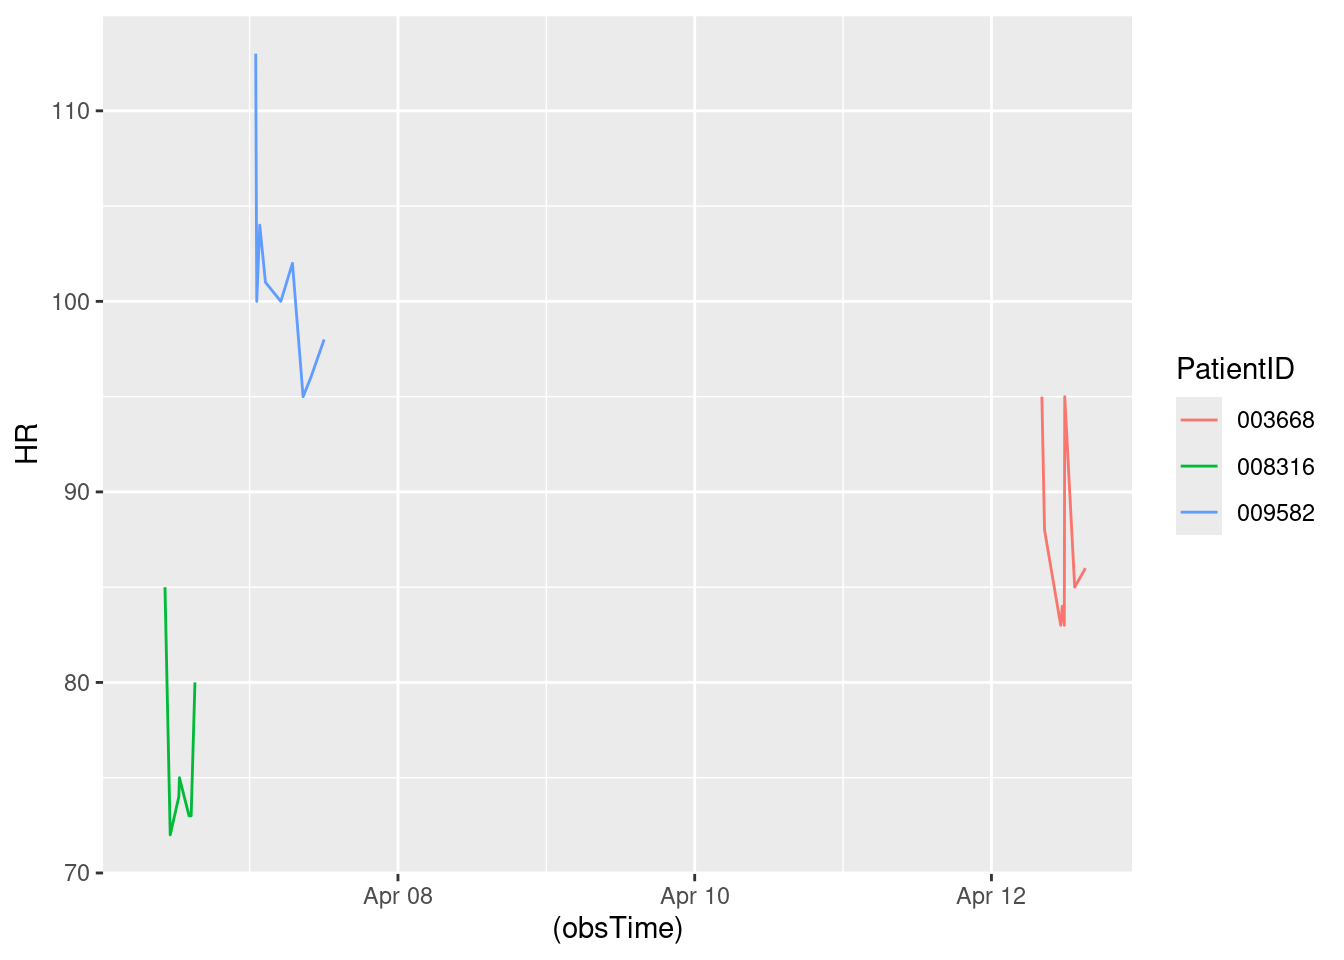 110
100
90
80
70
HR
Apr 08
Apr 10
Apr 12
(obsTime)
PatientID
003668
008316
009582